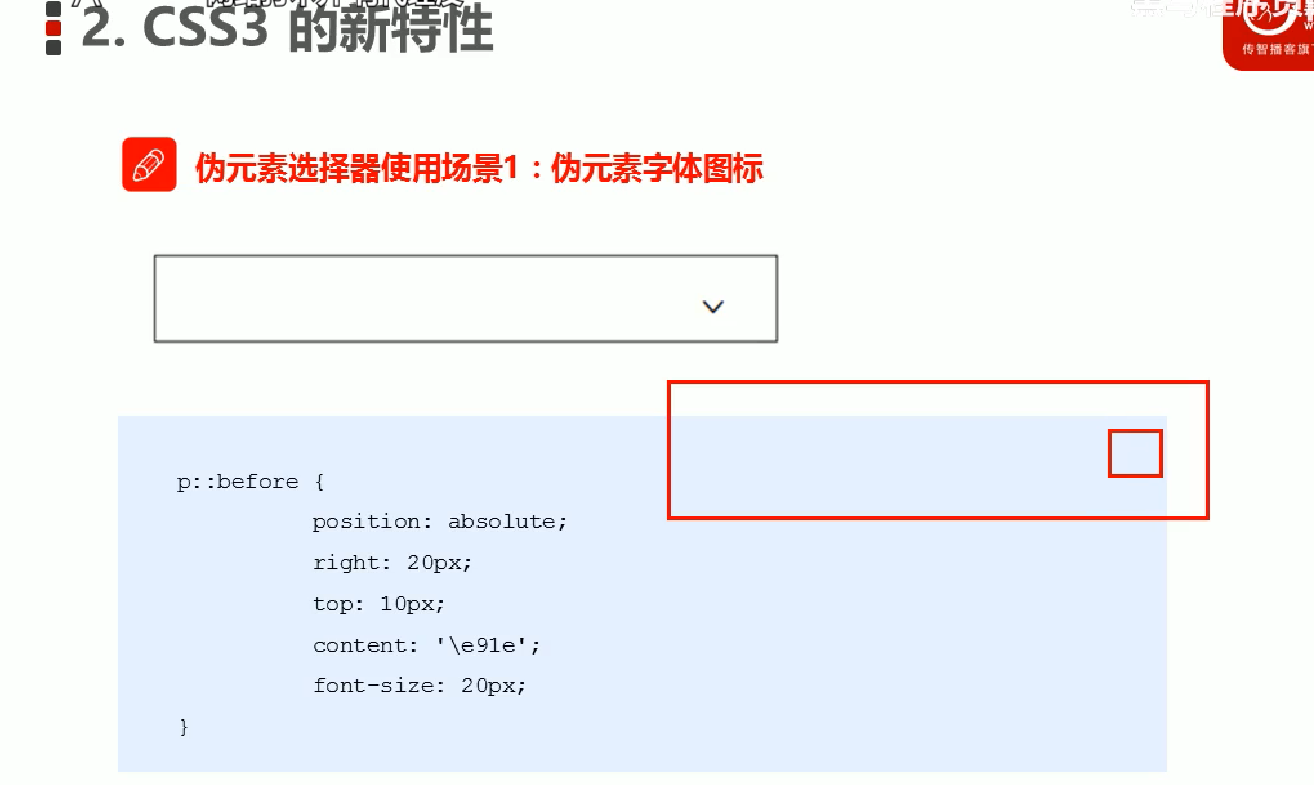 2. CSS3 的新特性
传智播客旗
伪元素选择器使用场景1：伪元素字体图标
p::before {
position: absolute;
right: 20px;
top: 10px;
content: '\e91e';
font-size: 20px;
}